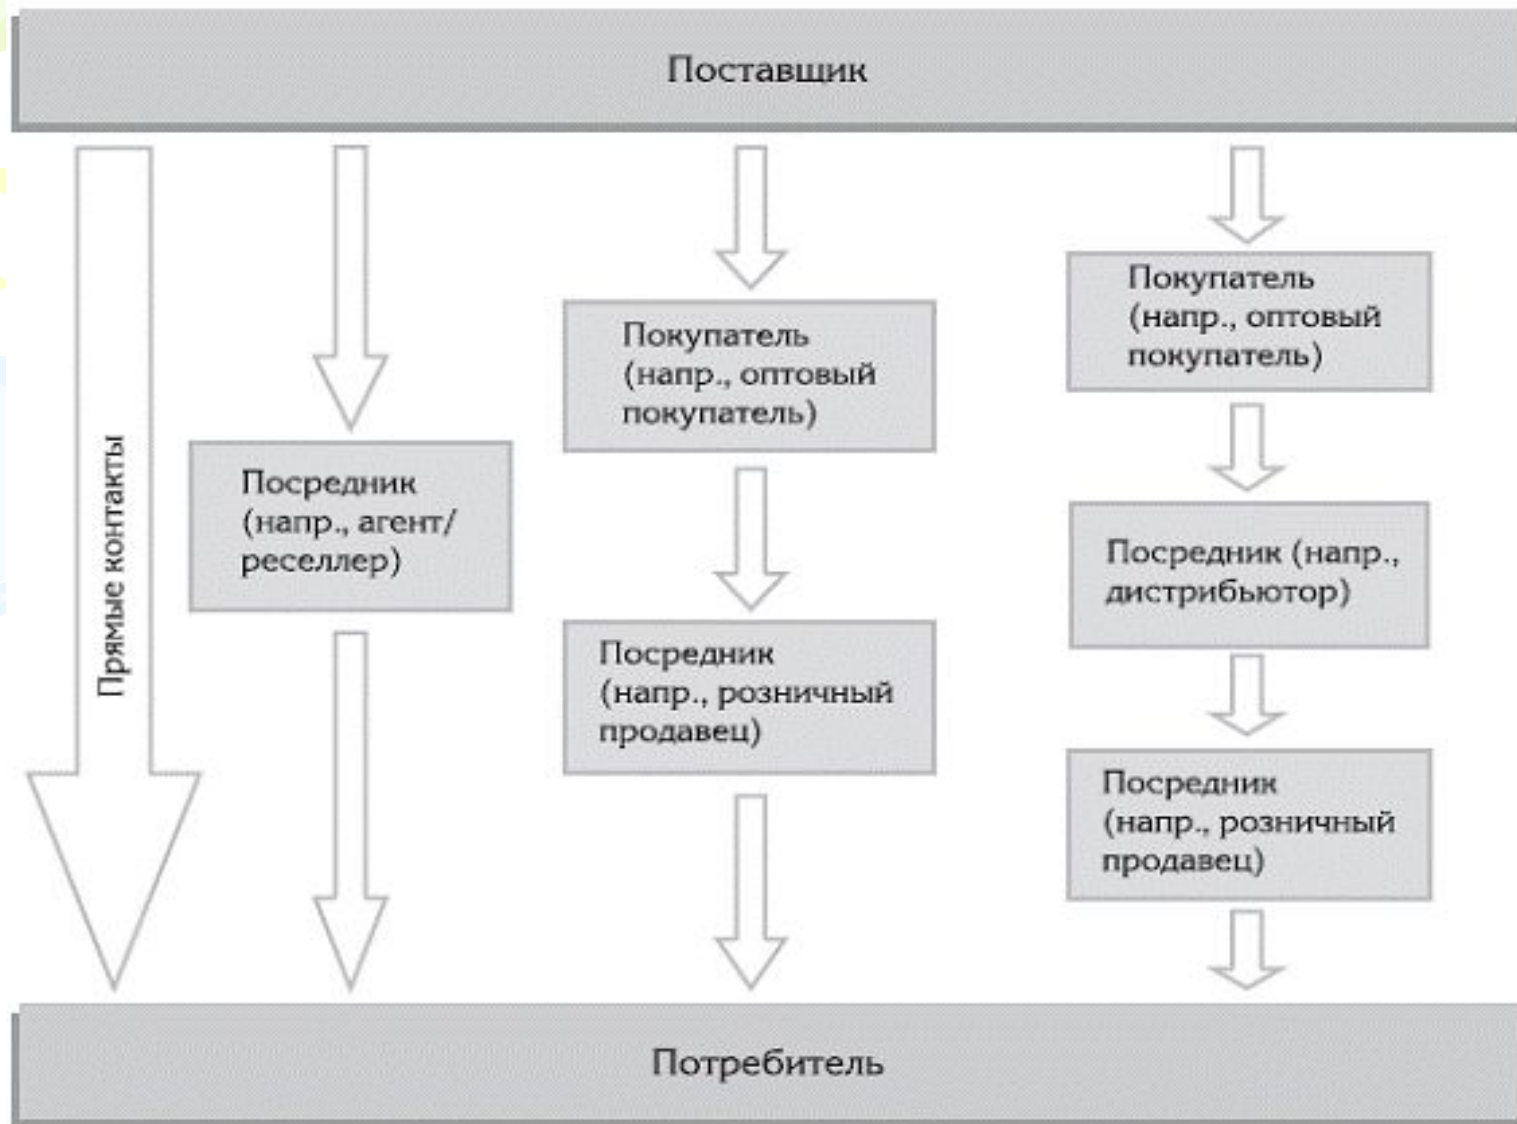 Поставщик
Прямые контакты
Посредник
(напр., агент/
реселлер)
Покупатель
(напр., оптовый
покупатель)
Посредник
(напр., розничный
продавец)
Покупатель
(напр., оптовый
покупатель)
Посредник (напр.,
дистрибьютор)
Посредник
(напр., розничный
продавец)
Потребитель